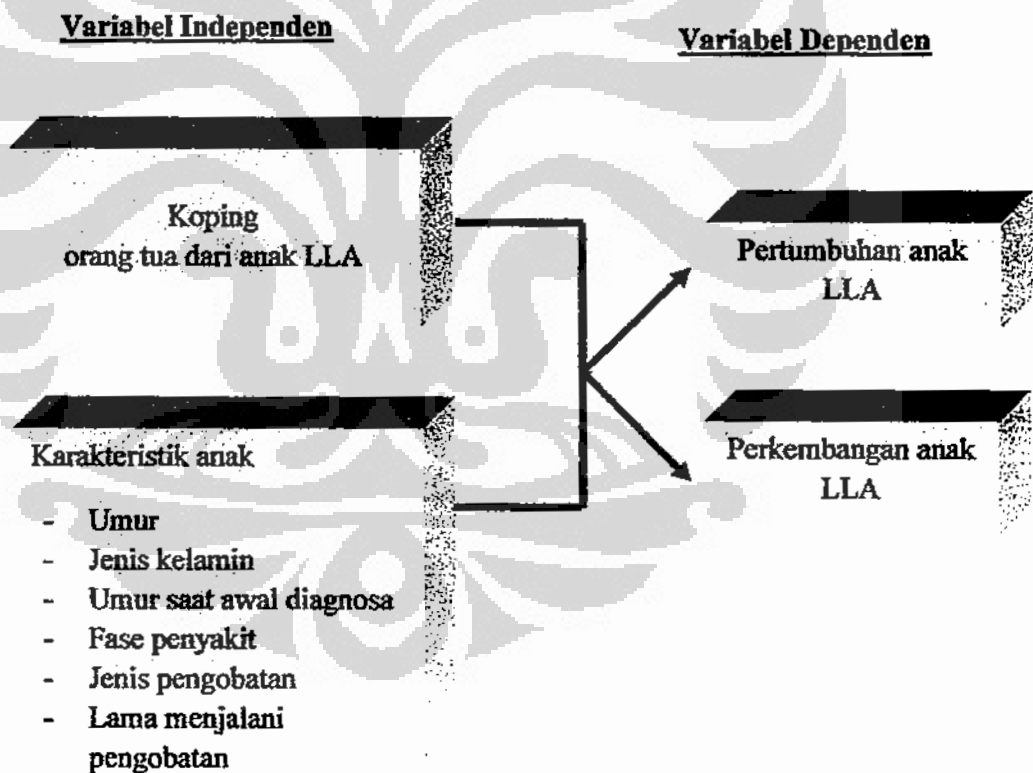 Variabel Independen
Variabel Dependen
Koping
orang tua dari anak LLA
Pertumbuhan anak
LLA
Karakteristik anak
- Umur
- Jenis kelamin
- Umur saat awal diagnosa
- Fase penyakit
- Jenis pengobatan
- Lama menjalani
pengobatan
Perkembangan anak
LLA